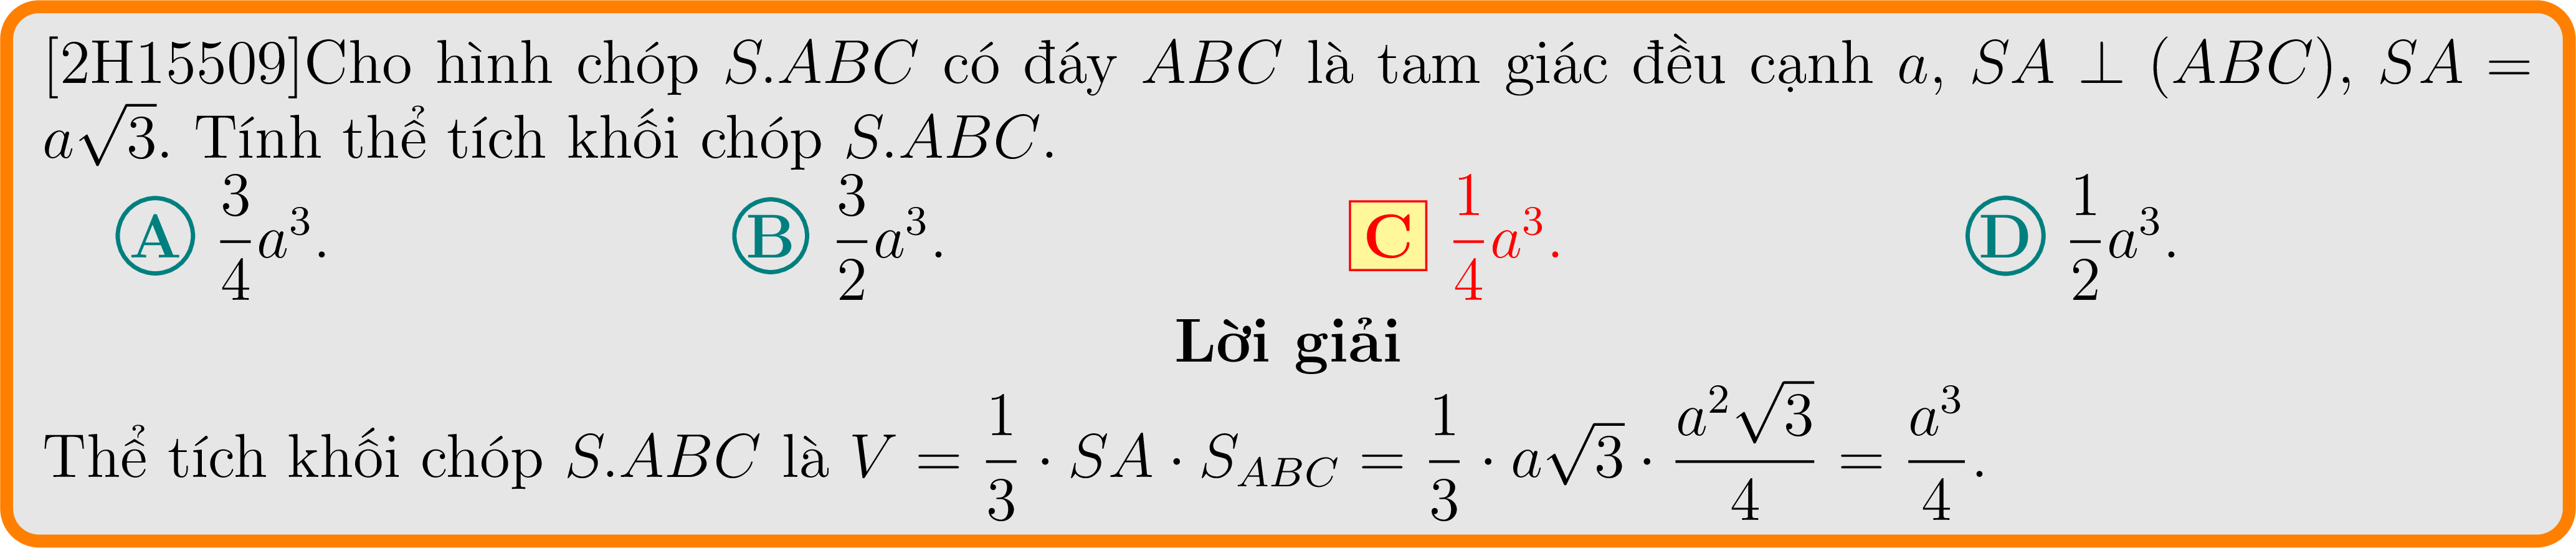 [2H15509]Cho hình chóp $S.ABC$ có đáy $ABC$ là tam giác đều cạnh $a$, $SA \perp (ABC)$, $SA =$
$a\sqrt{3}$. Tính thể tích khối chóp $S.ABC$.
A $\frac{3}{4}a^3$. B $\frac{3}{2}a^3$. C $\frac{1}{4}a^3$. D $\frac{1}{2}a^3$.
Lời giải
Thể tích khối chóp $S.ABC$ là $V = \frac{1}{3} \cdot SA \cdot S_{ABC} = \frac{1}{3} \cdot a\sqrt{3} \cdot \frac{a^2\sqrt{3}}{4} = \frac{a^3}{4}$.